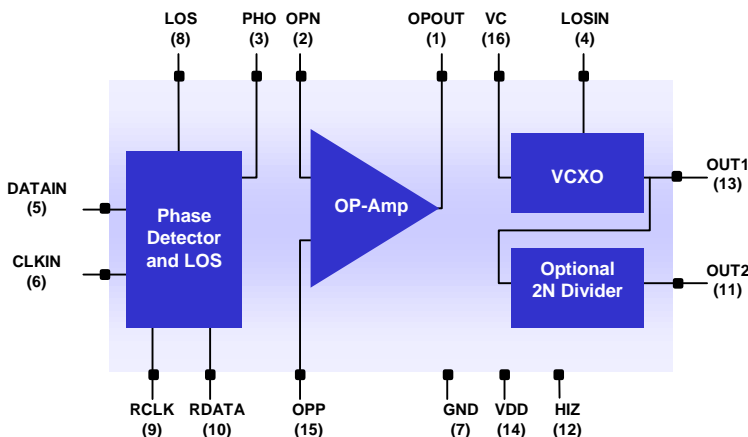 LOS
(8)
PHO
(3)
OPN
(2)
OPOUT
(1)
VC
(16)
LOSIN
(4)
DATAIN
(5)
CLKIN
(6)
Phase
Detector
and LOS
OP-Amp
VCXO
OUT1
(13)
Optional
2N Divider
OUT2
(11)
RCLK
(9)
RDATA
(10)
OPP
(15)
GND
(7)
VDD
(14)
HIZ
(12)